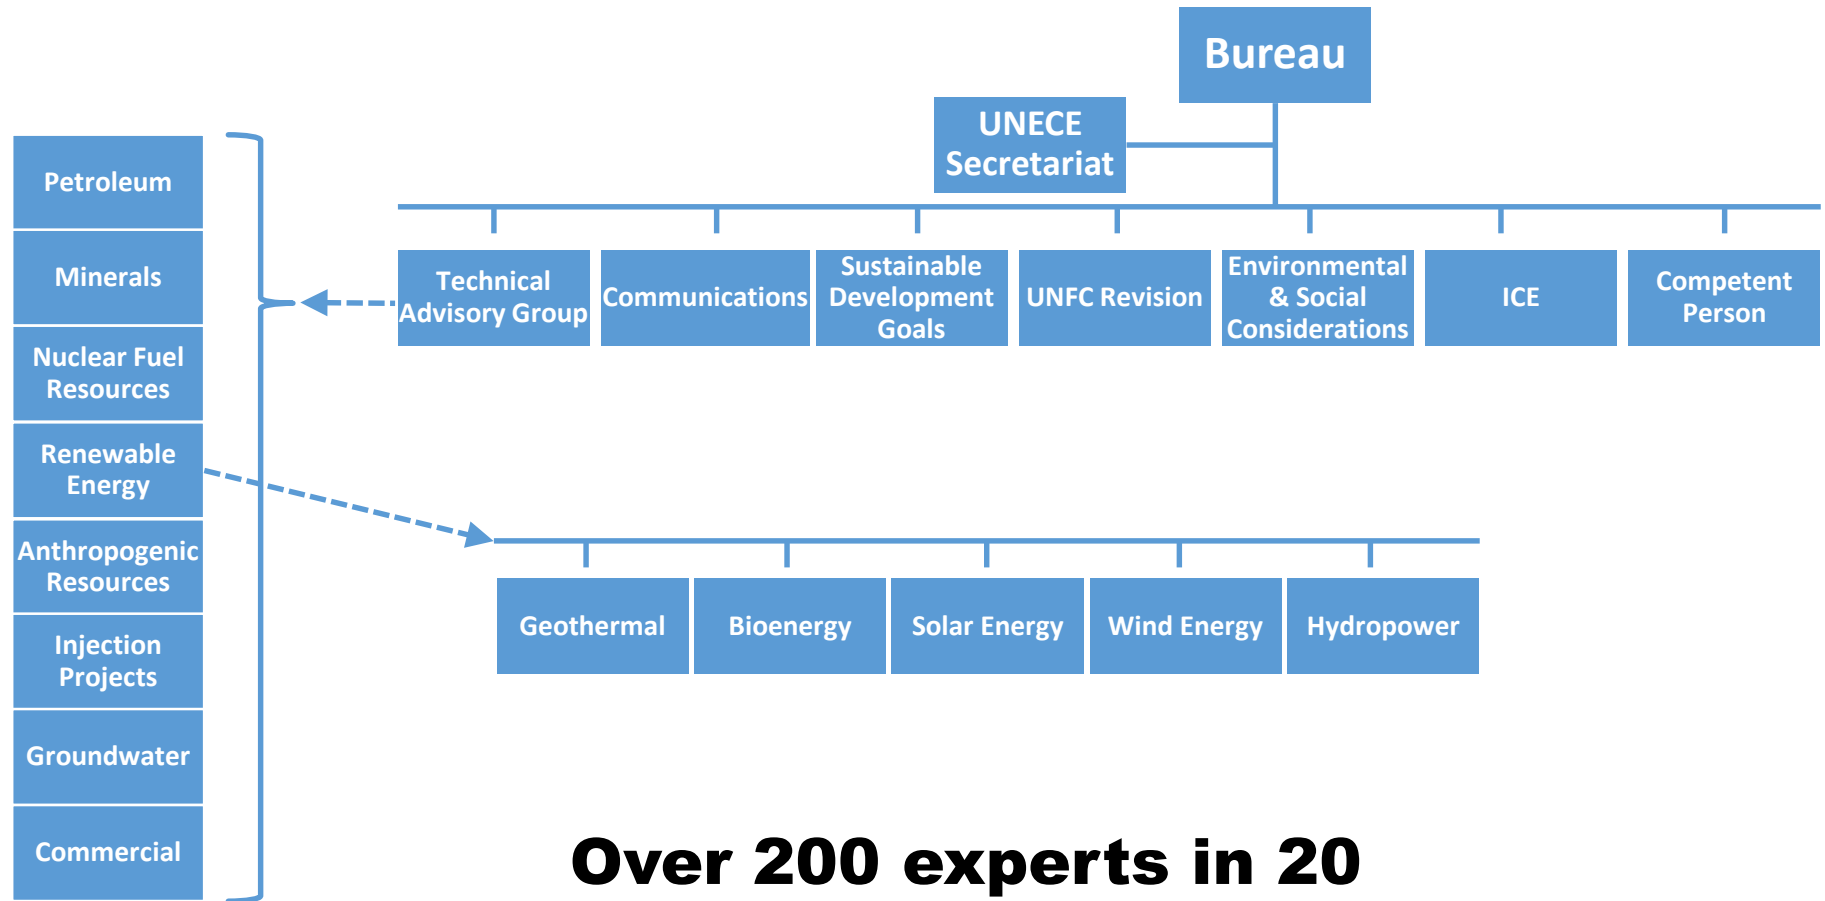 Bureau
UNECE
Secretariat
Petroleum
Minerals
Nuclear Fuel
Resources
Renewable
Energy
Anthropogenic
Resources
Injection
Projects
Groundwater
Commercial
Technical
Advisory Group
Communications
Sustainable
Development
Goals
UNFC Revision
Environmental
& Social
Considerations
ICE
Competent
Person
Geothermal
Bioenergy
Solar Energy
Wind Energy
Hydropower
Over 200 experts in 20